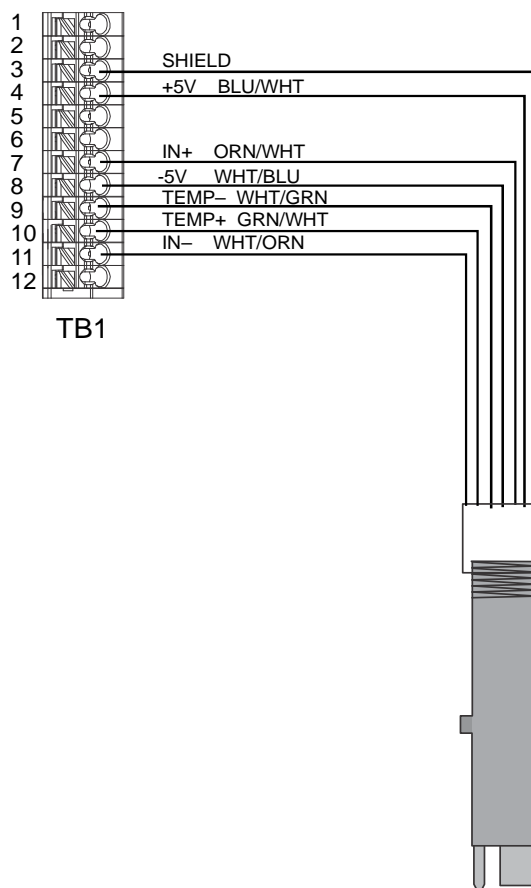 1
2
3 SHIELD
4 +5V BLU/WHT
5
6
7 IN+ ORN/WHT
8 -5V WHT/BLU
9 TEMP– WHT/GRN
10 TEMP+ GRN/WHT
11 IN– WHT/ORN
12
TB1